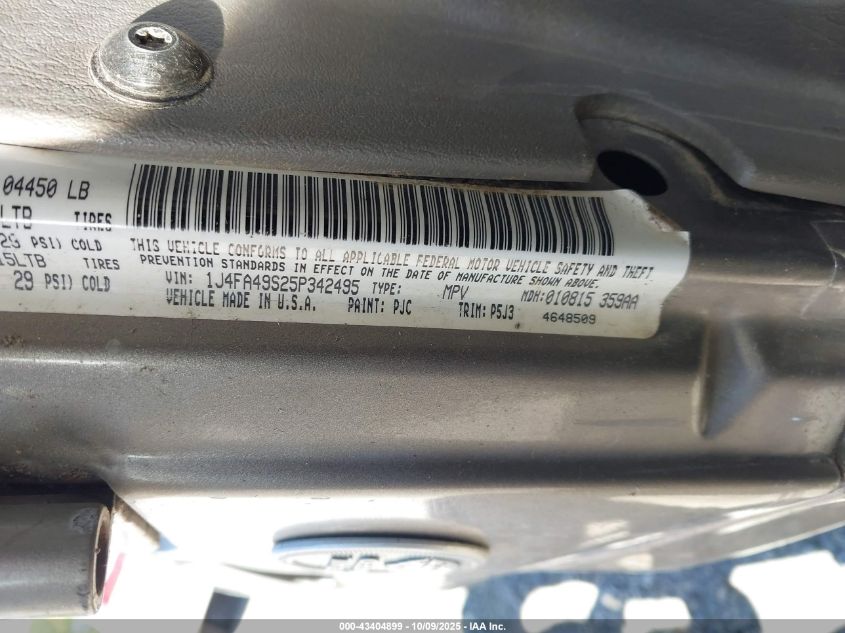 04450 LB
LTB TIRES
29 PSI) COLD
15LTB TIRES
29 PSI) COLD
THIS VEHICLE CONFORMS TO ALL APPLICABLE FEDERAL MOTOR VEHICLE SAFETY AND THEFT
PREVENTION STANDARDS IN EFFECT ON THE DATE OF MANUFACTURE SHOWN ABOVE.
VIN: 1J4FA49S25P342495 TYPE: MPV MDH: 010815 359AA
VEHICLE MADE IN U.S.A. PAINT: PJC TRIM: P5J3 4648509
000-43404899 - 10/09/2025 - IAA Inc.